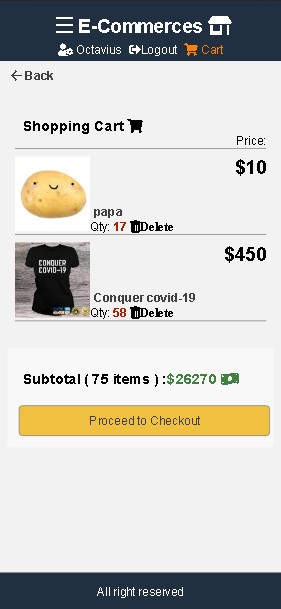 E-Commerces
Octavius Logout Cart
Back
Shopping Cart
Price:
$10
papa
Qty: 17 Delete
$450
CONQUER
COVID-19
Conquer covid-19
Qty: 58 Delete
Subtotal ( 75 items ) :$26270
Proceed to Checkout
All right reserved